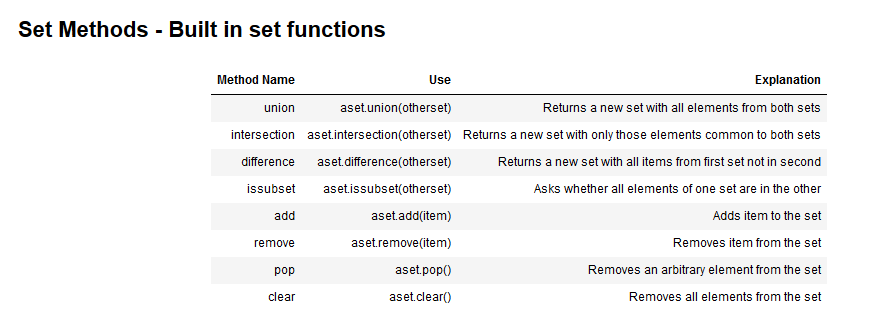 Set Methods - Built in set functions
Method Name Use Explanation
union aset.union(otherset) Returns a new set with all elements from both sets
intersection aset.intersection(otherset) Returns a new set with only those elements common to both sets
difference aset.difference(otherset) Returns a new set with all items from first set not in second
issubset aset.issubset(otherset) Asks whether all elements of one set are in the other
add aset.add(item) Adds item to the set
remove aset.remove(item) Removes item from the set
pop aset.pop() Removes an arbitrary element from the set
clear aset.clear() Removes all elements from the set